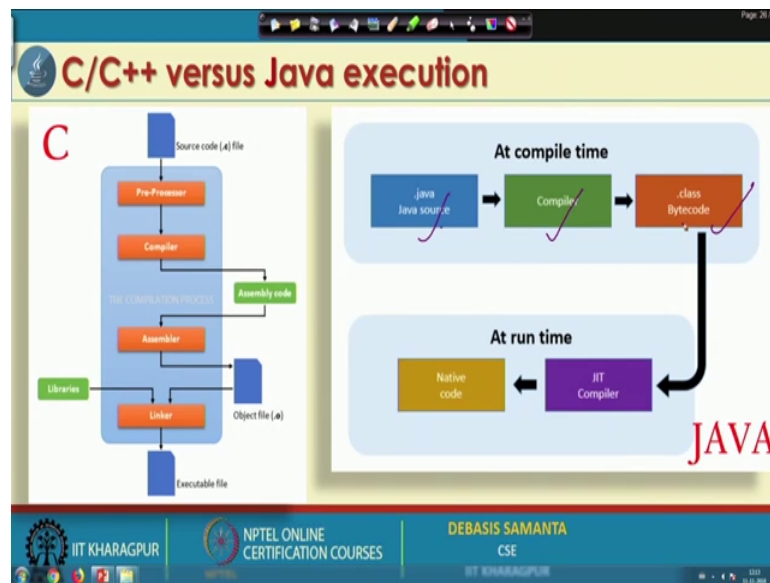 Page: 26 /
C/C++ versus Java execution
C
Source code (.c) file
Pre-Processor
Compiler
Assembly code
THE COMPILATION PROCESS
Assembler
Libraries
Object file (.o)
Linker
Executable file
At compile time
.java
Java source
Compiler
.class
Bytecode
At run time
Native
code
JIT
Compiler
JAVA
IIT KHARAGPUR
NPTEL ONLINE
CERTIFICATION COURSES
DEBASIS SAMANTA
CSE
IIT KHARAGPUR